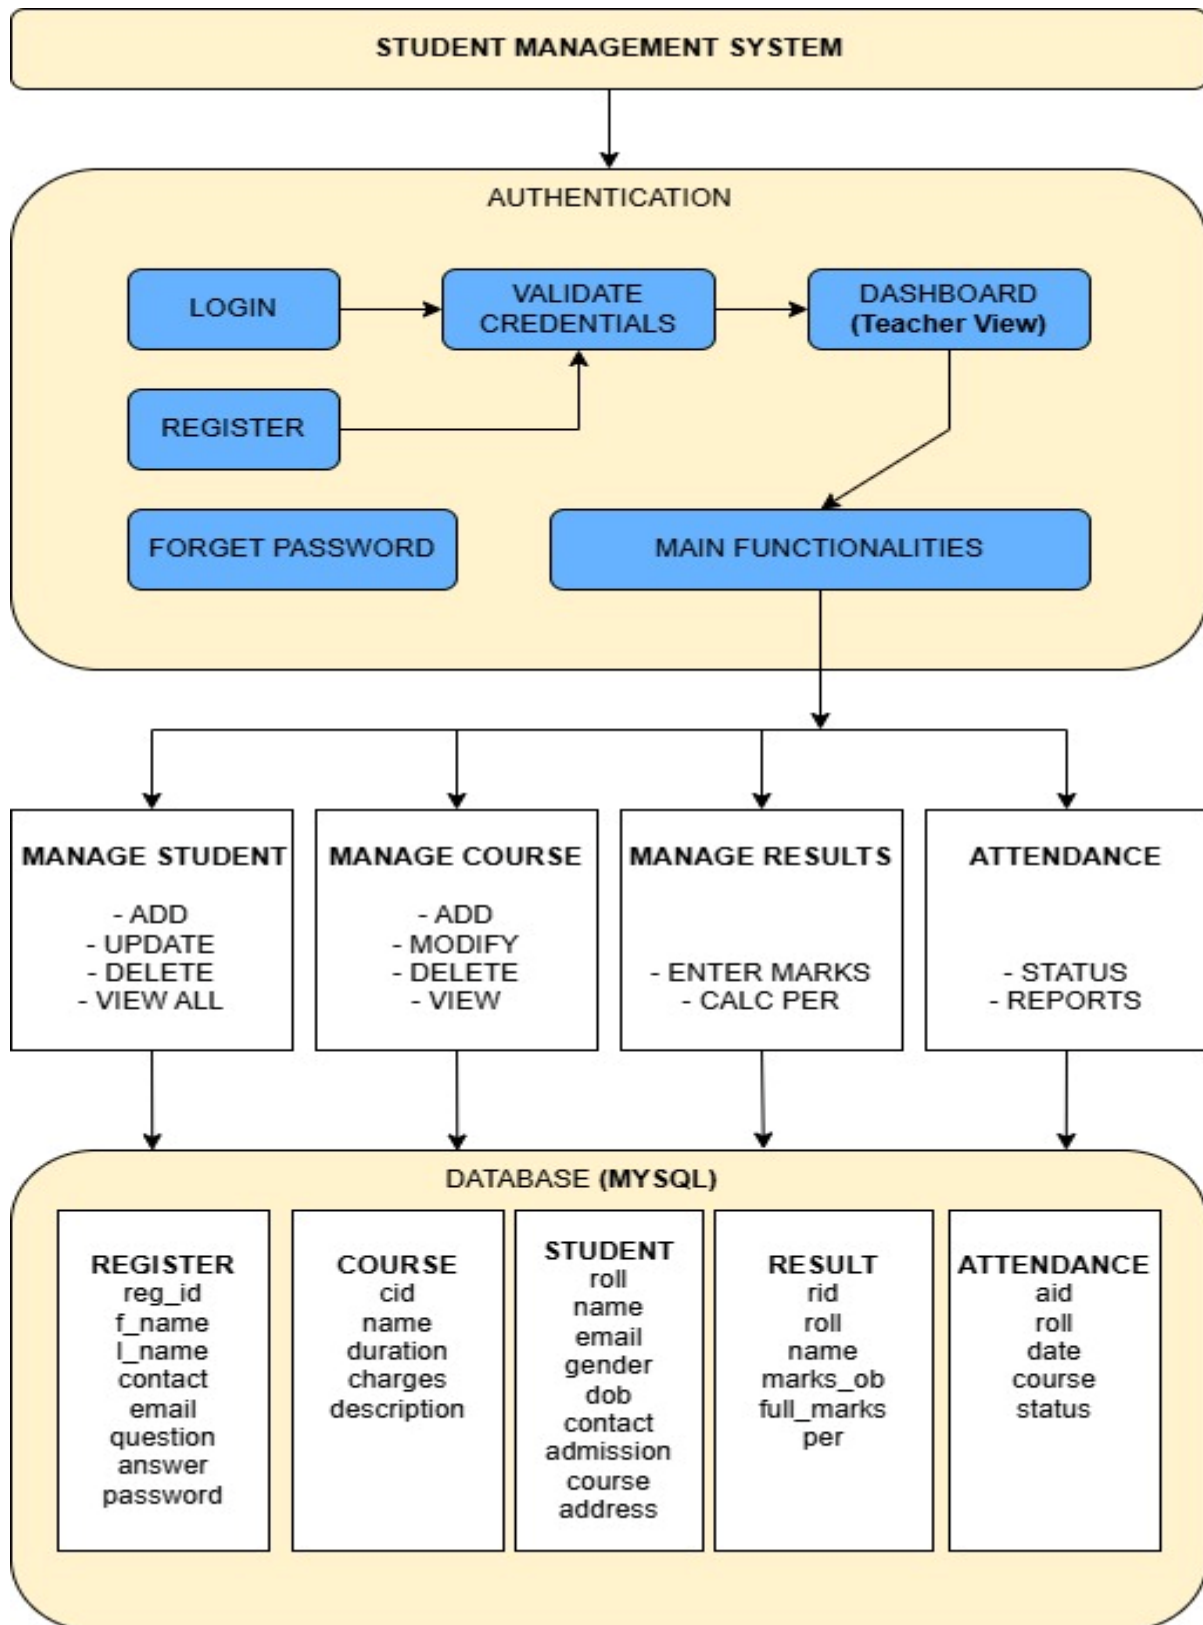 STUDENT MANAGEMENT SYSTEM
AUTHENTICATION
LOGIN
VALIDATE
CREDENTIALS
DASHBOARD
(Teacher View)
REGISTER
FORGET PASSWORD
MAIN FUNCTIONALITIES
MANAGE STUDENT
- ADD
- UPDATE
- DELETE
- VIEW ALL
MANAGE COURSE
- ADD
- MODIFY
- DELETE
- VIEW
MANAGE RESULTS
- ENTER MARKS
- CALC PER
ATTENDANCE
- STATUS
- REPORTS
DATABASE (MYSQL)
REGISTER
reg_id
f_name
l_name
contact
email
question
answer
password
COURSE
cid
name
duration
charges
description
STUDENT
roll
name
email
gender
dob
contact
admission
course
address
RESULT
rid
roll
name
marks_ob
full_marks
per
ATTENDANCE
aid
roll
date
course
status